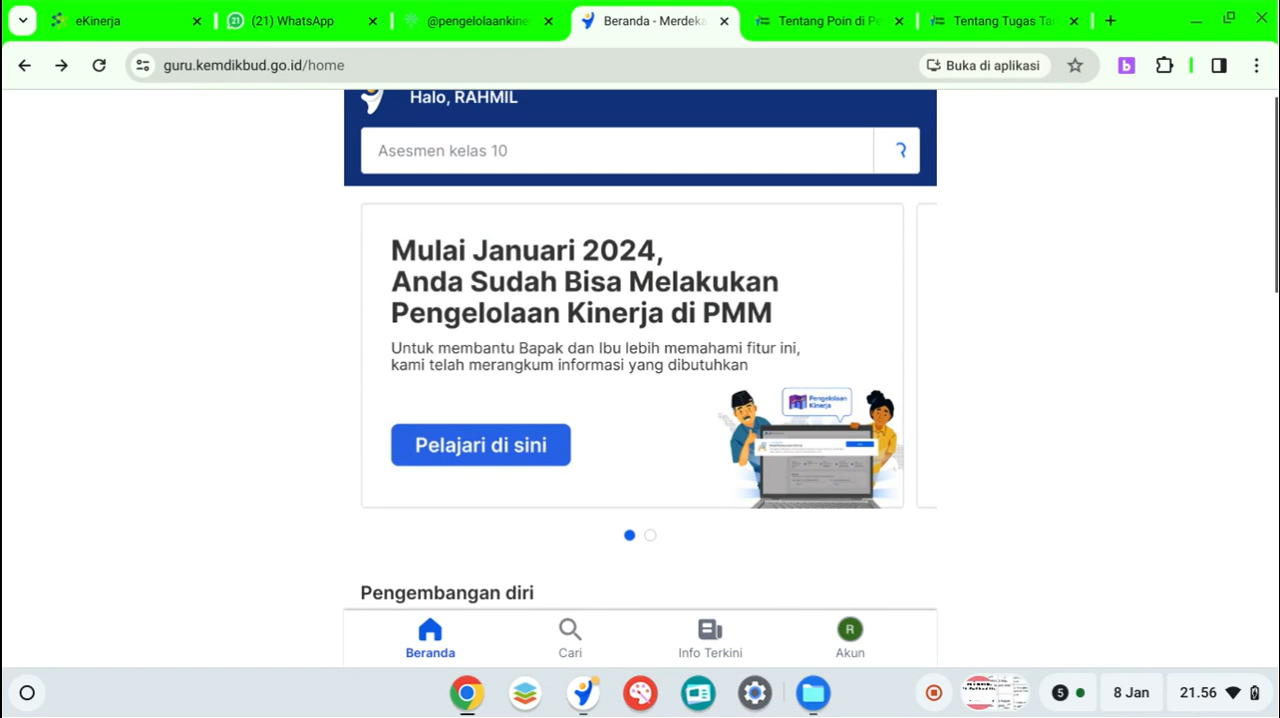 eKinerja
21
(21) WhatsApp
@pengelolaankine
Beranda - Merdeka
Tentang Poin di Pe
Tentang Tugas Ta
guru.kemdikbud.go.id/home
Buka di aplikasi
Halo, RAHMIL
Asesmen kelas 10
Mulai Januari 2024,
Anda Sudah Bisa Melakukan
Pengelolaan Kinerja di PMM
Untuk membantu Bapak dan Ibu lebih memahami fitur ini,
kami telah merangkum informasi yang dibutuhkan
Pengelolaan
Kinerja
Pelajari di sini
Pengembangan diri
R
Beranda
Cari
Info Terkini
Akun
5
8 Jan
21.56